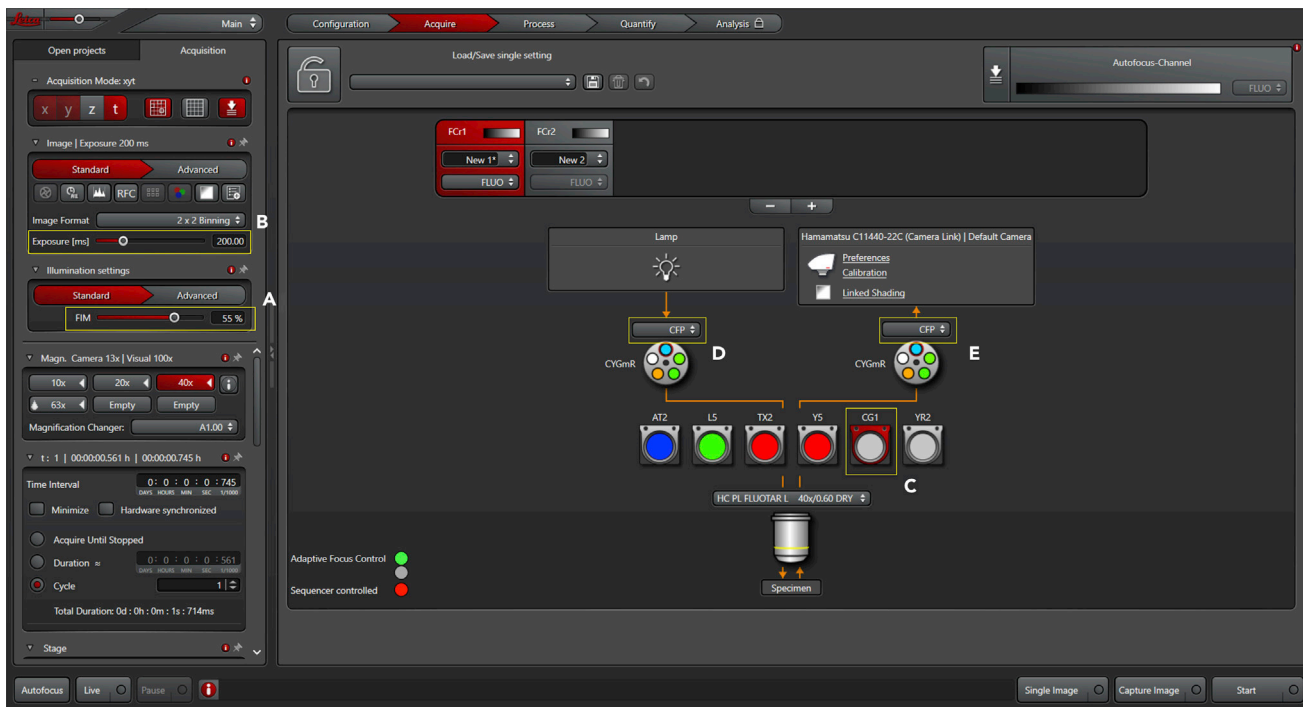 Leica
Main
Configuration
Acquire
Process
Quantify
Analysis
Open projects
Acquisition
Acquisition Mode: xyt
x y z t
Image | Exposure 200 ms
Standard
Advanced
RFC
Image Format
2 x 2 Binning
B
Exposure [ms]
200.00
Illumination settings
Standard
Advanced
A
FIM
55 %
Magn. Camera 13x | Visual 100x
10x
20x
40x
63x
Empty
Empty
Magnification Changer:
A1.00
t : 1 | 00:00:00.561 h | 00:00:00.745 h
Time Interval
0: 0 : 0 : 0 :745
DAYS HOURS MIN SEC 1/1000
Minimize
Hardware synchronized
Acquire Until Stopped
Duration ≈
0: 0 : 0 : 0 :561
DAYS HOURS MIN SEC 1/1000
Cycle
1
Total Duration: 0d : 0h : 0m : 1s : 714ms
Stage
Load/Save single setting
Autofocus-Channel
FLUO
FCr1
FCr2
New 1*
New 2
FLUO
FLUO
− +
Lamp
Hamamatsu C11440-22C (Camera Link) | Default Camera
Preferences
Calibration
Linked Shading
CFP
CFP
D
E
CYGmR
CYGmR
AT2
L5
TX2
Y5
CG1
YR2
C
HC PL FLUOTAR L 40x/0.60 DRY
Adaptive Focus Control
Sequencer controlled
Specimen
Autofocus
Live
Pause
Single Image
Capture Image
Start